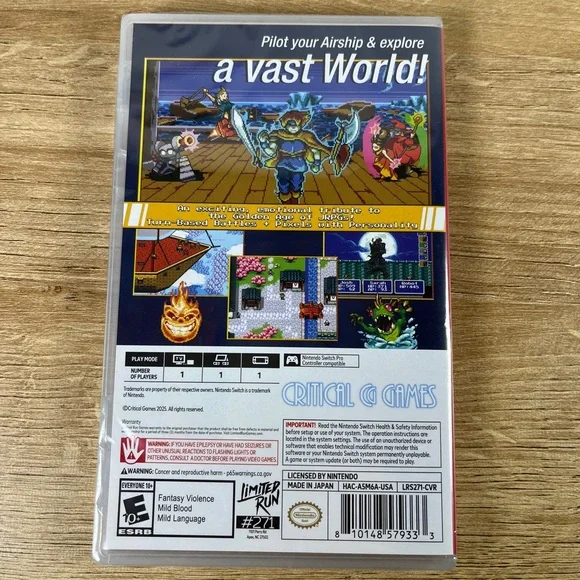 Pilot your Airship & explore
a vast World!
An exciting, emotional tribute to
the Golden Age of JRPGs!
Turn-Based Battles + Pixels with Personality
Josh Sarah Robot
HP:445
PLAY MODE
NUMBER
OF PLAYERS
1 1 1
Nintendo Switch Pro
Controller compatible
Trademarks are property of their respective owners. Nintendo Switch is a trademark
of Nintendo.
©Critical Games 2025. All rights reserved.
CRITICAL CG GAMES
Warranty
WARNING: IF YOU HAVE EPILEPSY OR HAVE HAD SEIZURES OR
OTHER UNUSUAL REACTIONS TO FLASHING LIGHTS OR
PATTERNS, CONSULT A DOCTOR BEFORE PLAYING VIDEO GAMES.
WARNING: Cancer and reproductive harm - p65warnings.ca.gov
IMPORTANT! Read the Nintendo Switch Health & Safety Information
before setup or use of your system. The operation instructions are
located in the system settings. The use of an unauthorized device or
software that enables technical modification may render this or
your Nintendo Switch system permanently unplayable.
A game or system update (or both) may be required to play.
EVERYONE 10+
E
10+
ESRB
Fantasy Violence
Mild Blood
Mild Language
LIMITED
RUN
#271
LICENSED BY NINTENDO
MADE IN JAPAN HAC-ASM6A-USA LRS271-CVR
Nintendo
8 10148 57933 3